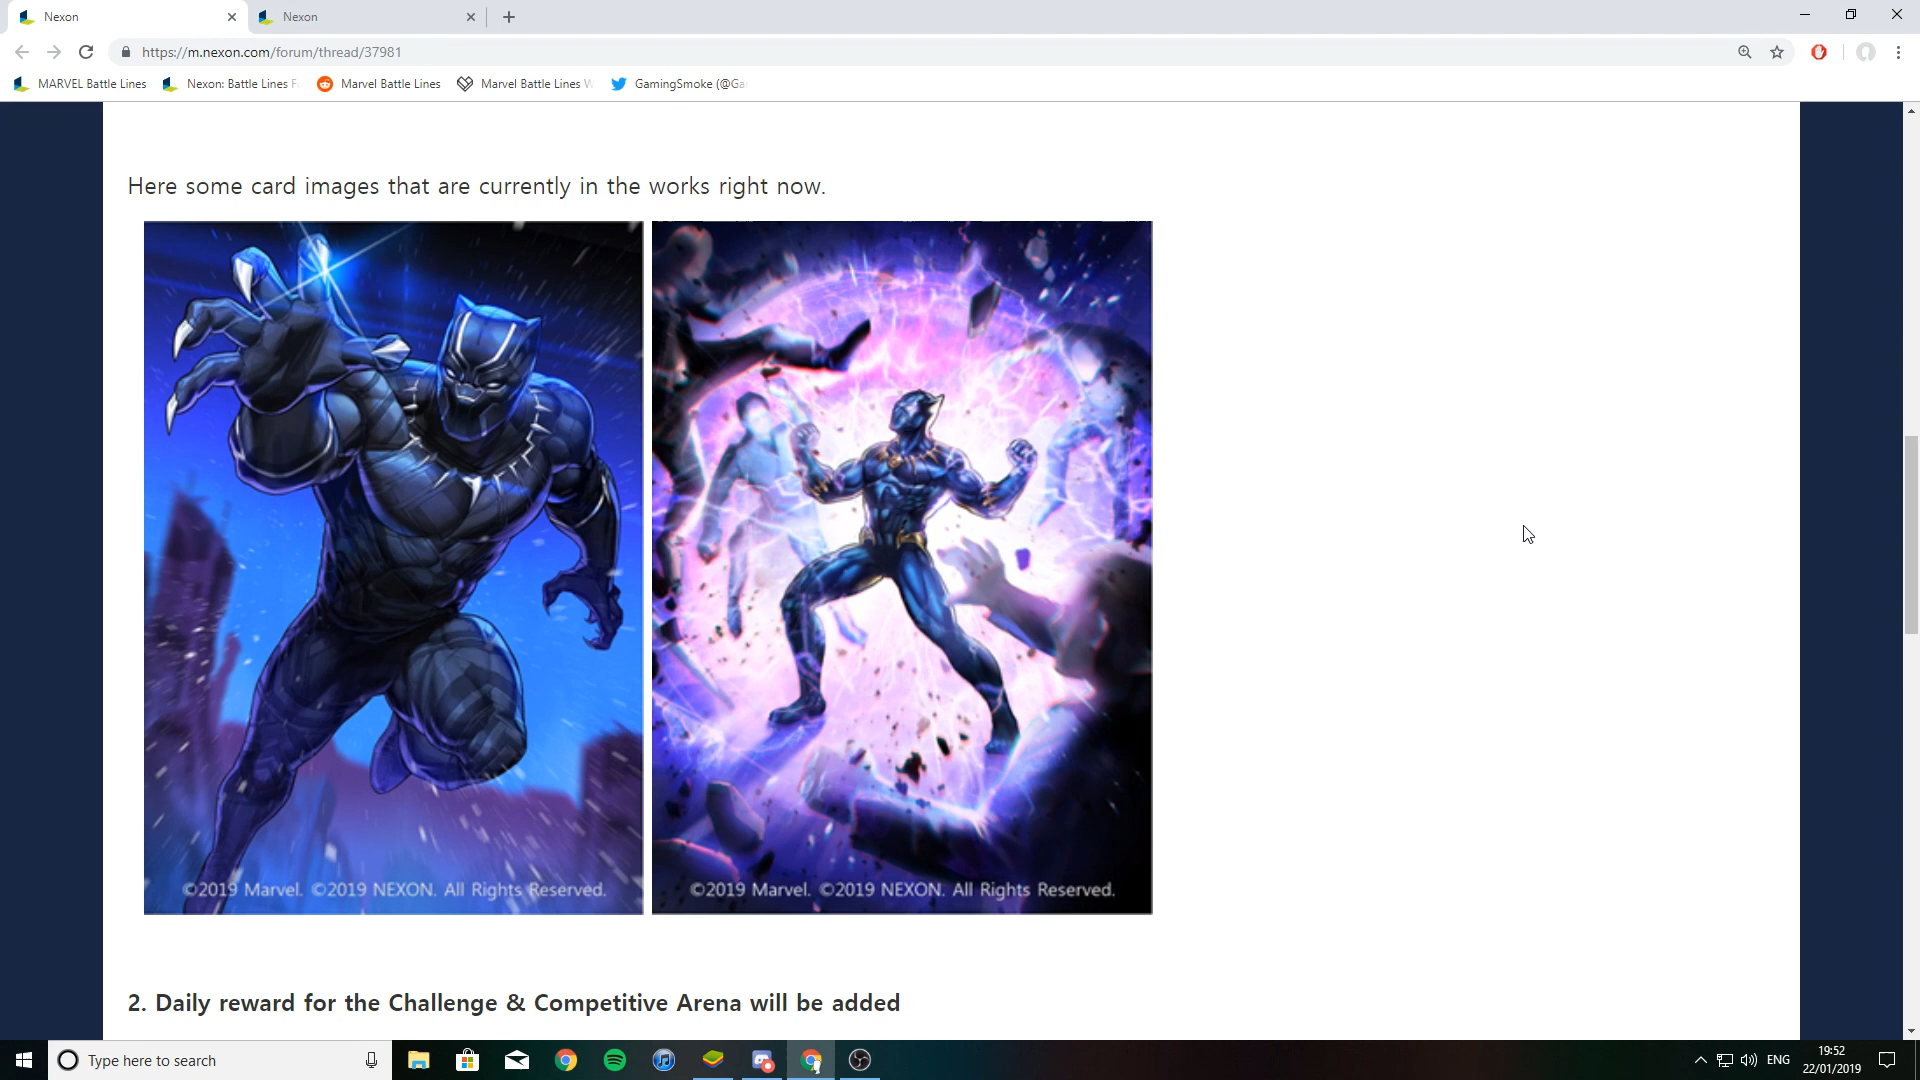 Nexon
Nexon
https://m.nexon.com/forum/thread/37981
MARVEL Battle Lines
Nexon: Battle Lines F
Marvel Battle Lines
Marvel Battle Lines W
GamingSmoke (@Ga
Here some card images that are currently in the works right now.
©2019 Marvel. ©2019 NEXON. All Rights Reserved.
©2019 Marvel. ©2019 NEXON. All Rights Reserved.
2. Daily reward for the Challenge & Competitive Arena will be added
Type here to search
ENG
19:52
22/01/2019